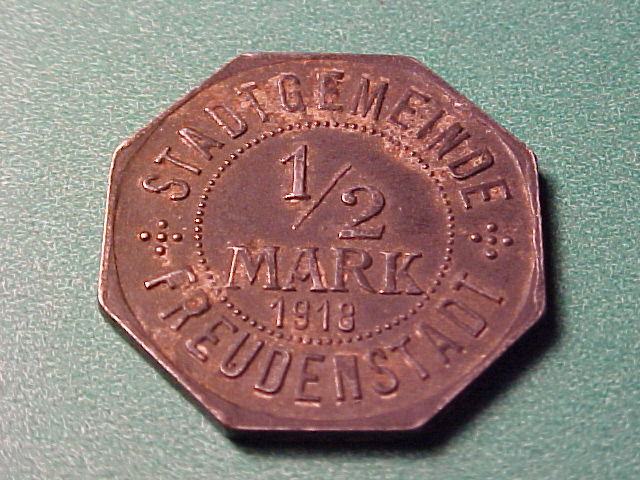 STADTGEMEINDE
1/2
MARK
1918
FREUDENSTADT